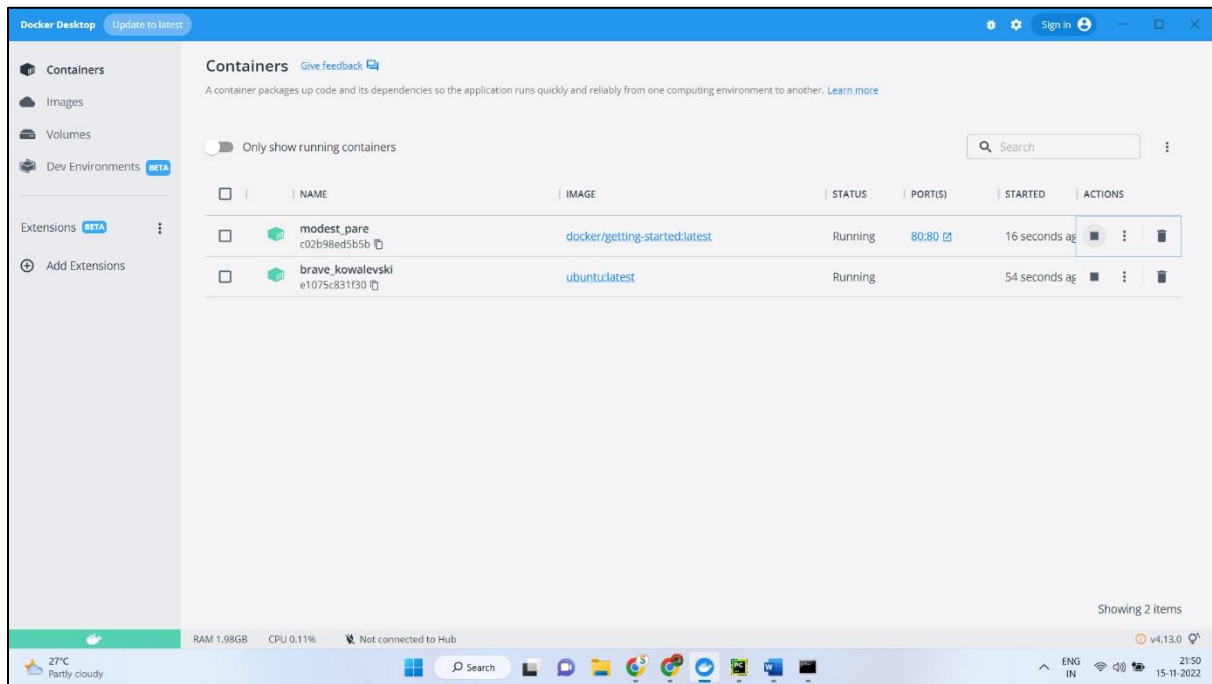 Docker Desktop Update to latest Sign in
Containers
Images
Volumes
Dev Environments BETA
Extensions BETA
Add Extensions
Containers Give feedback
A container packages up code and its dependencies so the application runs quickly and reliably from one computing environment to another. Learn more
Only show running containers
Search
NAME IMAGE STATUS PORT(S) STARTED ACTIONS
modest_pare docker/getting-started:latest Running 80:80 16 seconds ag
c02b98ed5b5b
brave_kowalevski ubuntu:latest Running 54 seconds ag
e1075c831f30
Showing 2 items
RAM 1.98GB CPU 0.11% Not connected to Hub v4.13.0
27°C
Partly cloudy
Search
ENG
IN
21:50
15-11-2022